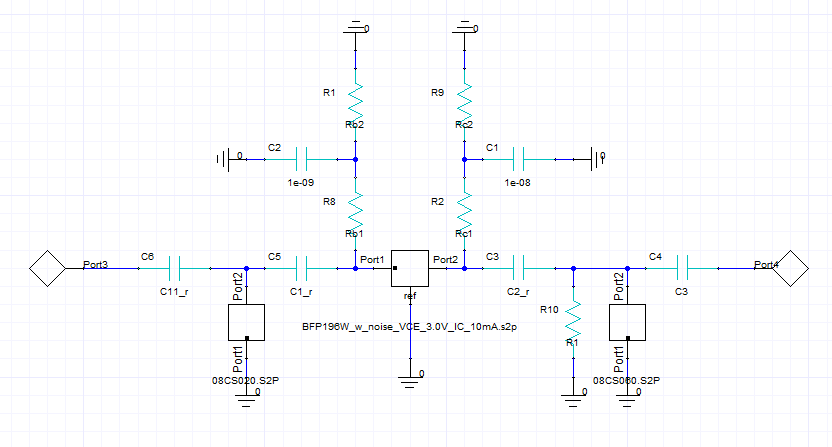 0
0
R1
R9
Rb2
Rc2
C2
C1
0
0
1e-09
1e-08
R8
R2
Rb1
Rc1
C6
C5
Port1
Port2
C3
C4
Port3
Port4
Port2
Port2
C11_r
C1_r
ref
C2_r
C3
R10
BFP196W_w_noise_VCE_3.0V_IC_10mA.s2p
R1
Port1
Port1
0
08CS020.S2P
08CS060.S2P
0
0
0